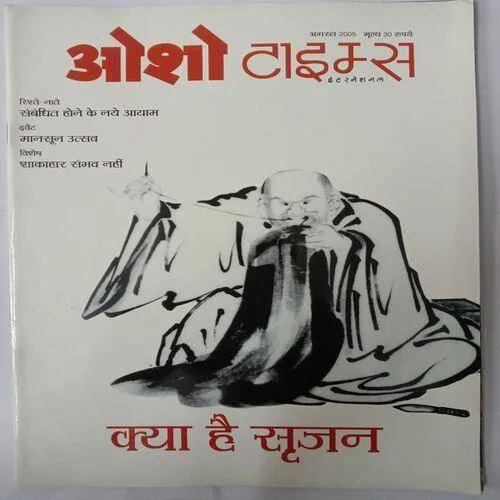 अगस्त 2005 मूल्य 30 रुपये
ओशो टाइम्स
इंटरनेशनल
रिश्ते-नाते
संबंधित होने के नये आयाम
इवेंट
मानसून उत्सव
विशेष
शाकाहार संभव नहीं
क्या है सृजन